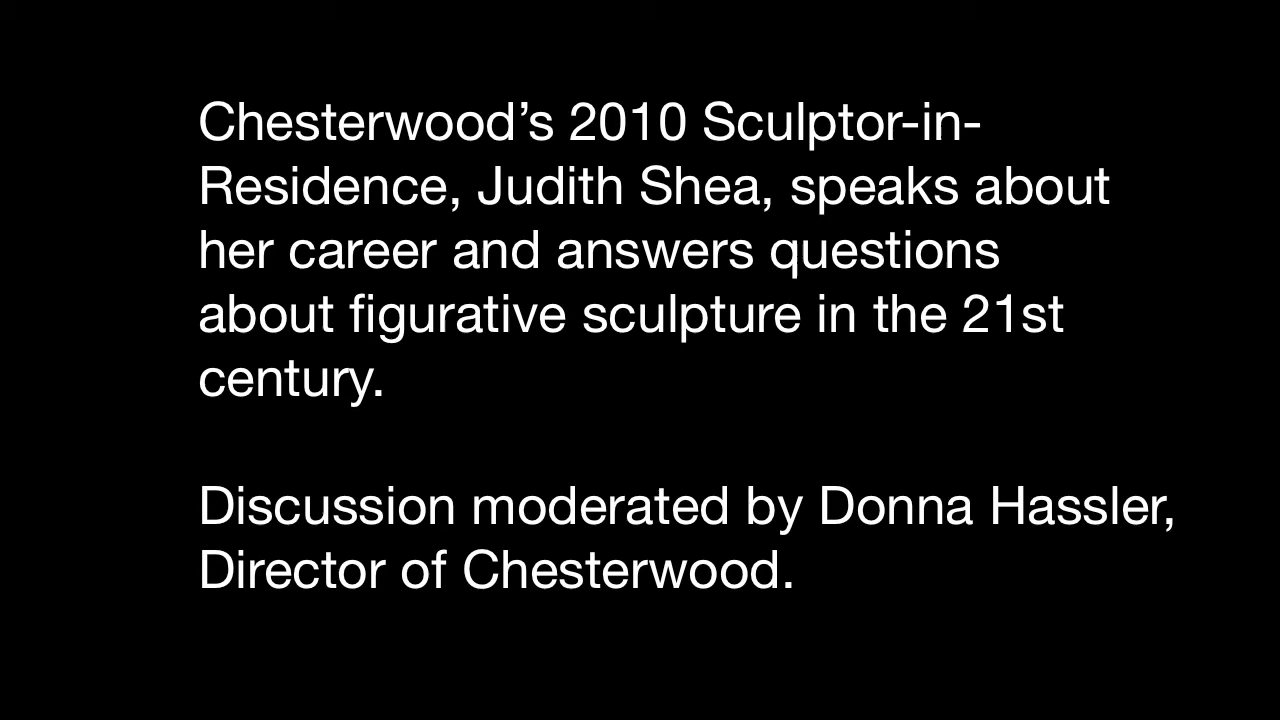 Chesterwood’s 2010 Sculptor-in-
Residence, Judith Shea, speaks about
her career and answers questions
about figurative sculpture in the 21st
century.
Discussion moderated by Donna Hassler,
Director of Chesterwood.